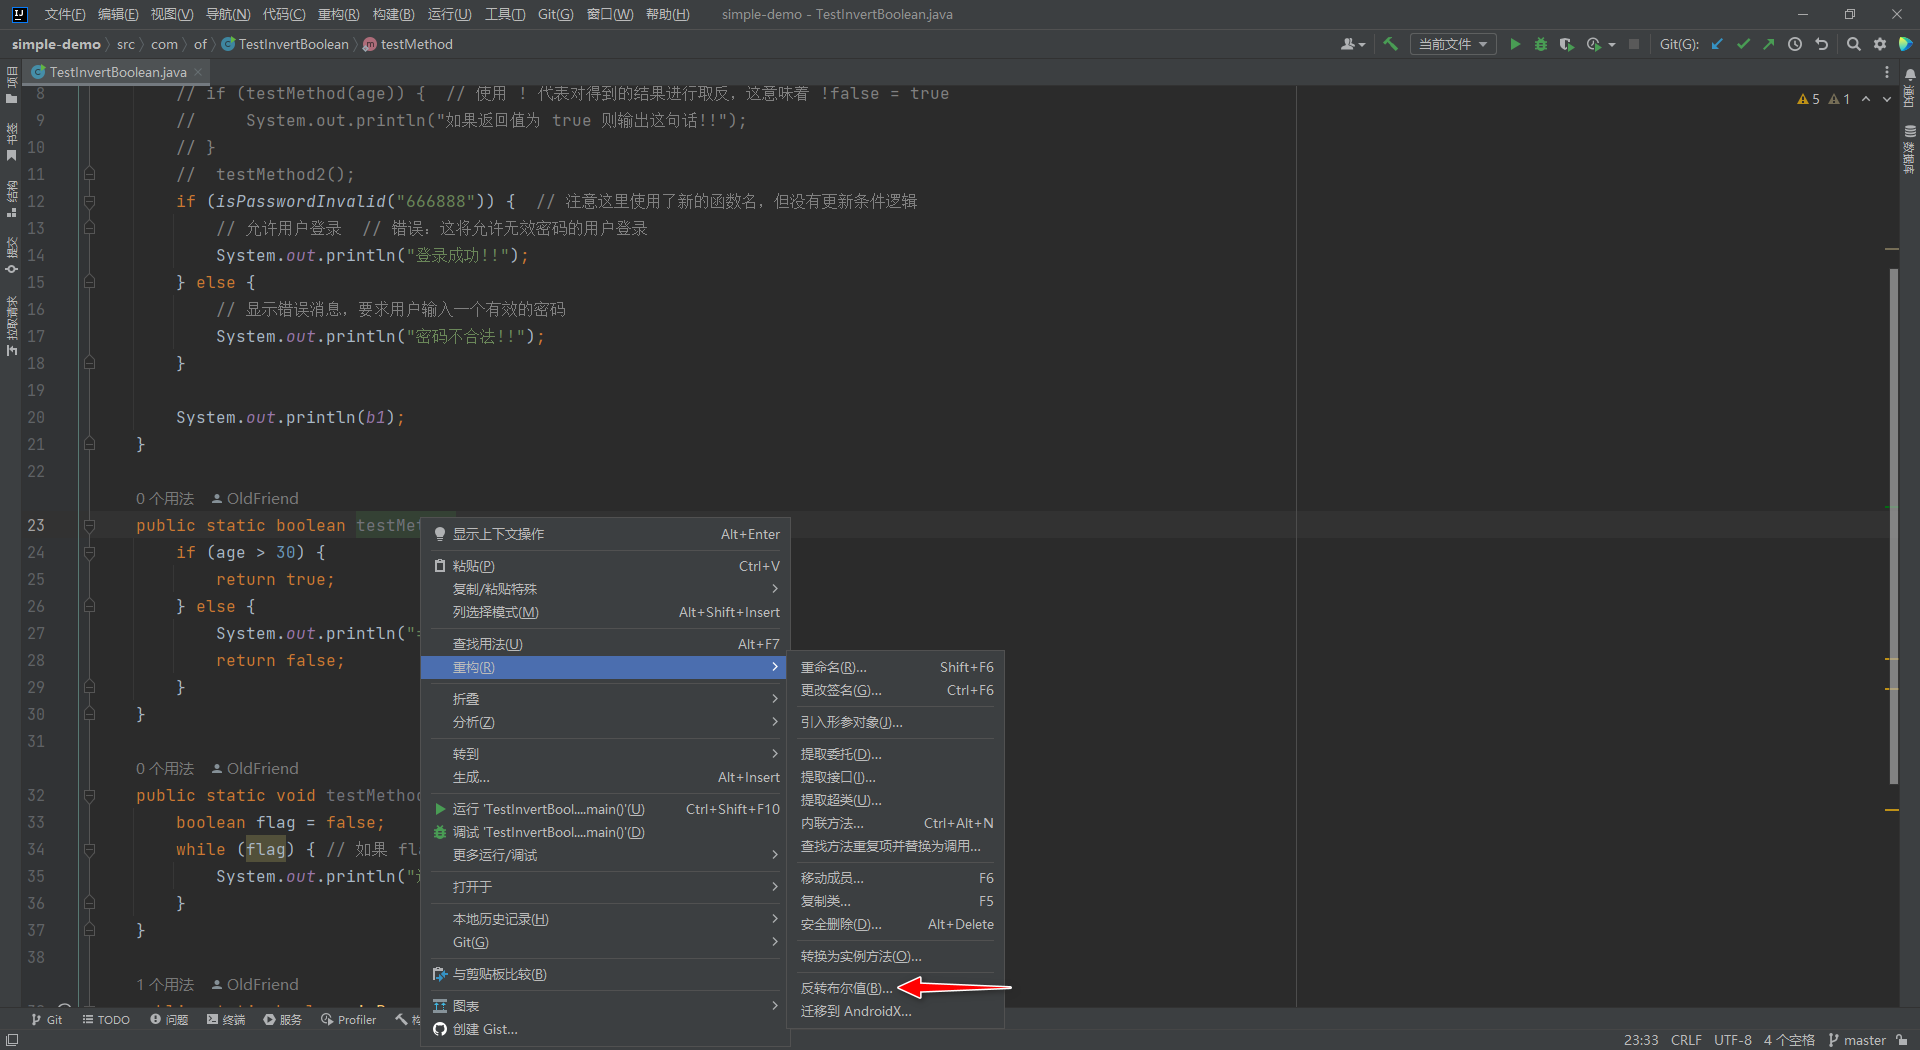 文件(F) 编辑(E) 视图(V) 导航(N) 代码(C) 重构(R) 构建(B) 运行(U) 工具(T) Git(G) 窗口(W) 帮助(H) simple-demo - TestInvertBoolean.java
simple-demo src com of TestInvertBoolean testMethod 当前文件 Git(G):
TestInvertBoolean.java
项目
书签
结构
提交
拉取请求
通知
数据库
5 1
8 // if (testMethod(age)) { // 使用 ! 代表对得到的结果进行取反，这意味着 !false = true
9 // System.out.println("如果返回值为 true 则输出这句话!!");
10 // }
11 // testMethod2();
12 if (isPasswordInvalid("666888")) { // 注意这里使用了新的函数名，但没有更新条件逻辑
13 // 允许用户登录 // 错误：这将允许无效密码的用户登录
14 System.out.println("登录成功!!");
15 } else {
16 // 显示错误消息，要求用户输入一个有效的密码
17 System.out.println("密码不合法!!");
18 }
19
20 System.out.println(b1);
21 }
22
0 个用法 OldFriend
23 public static boolean testMet
24 if (age > 30) {
25 return true;
26 } else {
27 System.out.println("
28 return false;
29 }
30 }
31
0 个用法 OldFriend
32 public static void testMethod
33 boolean flag = false;
34 while (flag) { // 如果 fl
35 System.out.println("
36 }
37 }
38
1 个用法 OldFriend
显示上下文操作 Alt+Enter
粘贴(P) Ctrl+V
复制/粘贴特殊
列选择模式(M) Alt+Shift+Insert
查找用法(U) Alt+F7
重构(R)
折叠
分析(Z)
转到
生成... Alt+Insert
运行 'TestInvertBool....main()'(U) Ctrl+Shift+F10
调试 'TestInvertBool....main()'(D)
更多运行/调试
打开于
本地历史记录(H)
Git(G)
与剪贴板比较(B)
图表
创建 Gist...
重命名(R)... Shift+F6
更改签名(G)... Ctrl+F6
引入形参对象(J)...
提取委托(D)...
提取接口(I)...
提取超类(U)...
内联方法... Ctrl+Alt+N
查找方法重复项并替换为调用...
移动成员... F6
复制类... F5
安全删除(D)... Alt+Delete
转换为实例方法(O)...
反转布尔值(B)...
迁移到 AndroidX...
Git TODO 问题 终端 服务 Profiler
23:33 CRLF UTF-8 4 个空格 master